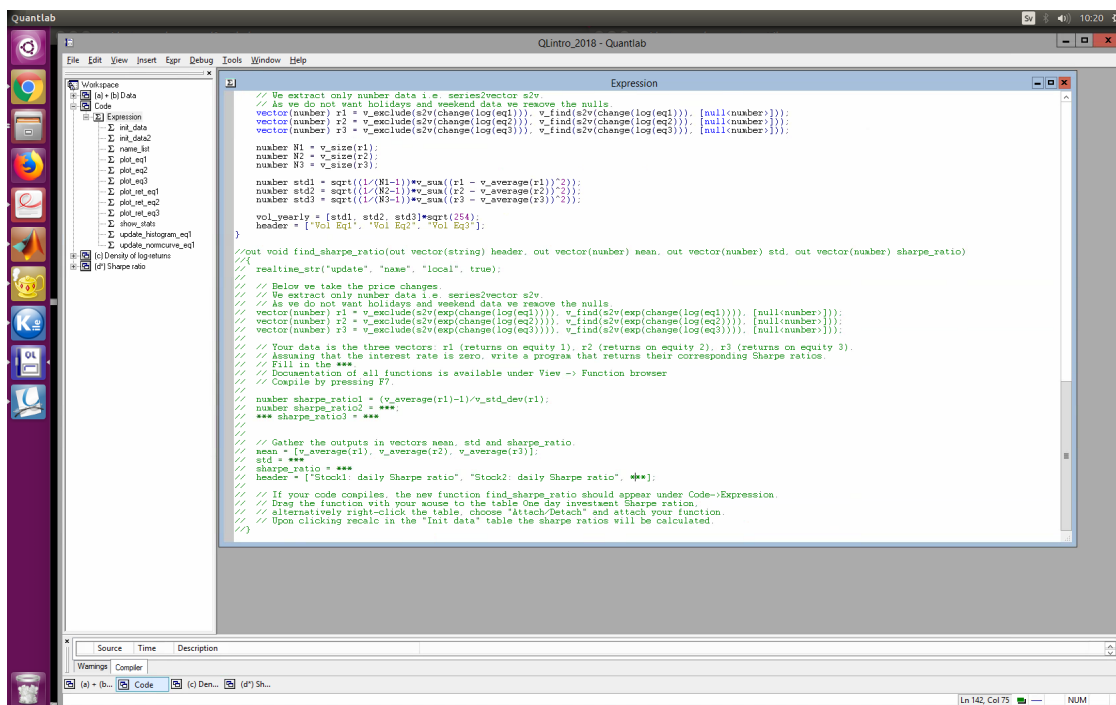 Quantlab
Sv
10:20
QLintro_2018 - Quantlab
File Edit View Insert Expr Debug Tools Window Help
Workspace
(a) + (b) Data
Code
Expression
init_data
init_data2
name_list
plot_eq1
plot_eq2
plot_eq3
plot_ret_eq1
plot_ret_eq2
plot_ret_eq3
show_stats
update_histogram_eq1
update_normcurve_eq1
(c) Density of log-returns
(d*) Sharpe ratio
Expression
// We extract only number data i.e. series2vector s2v.
// As we do not want holidays and weekend data we remove the nulls.
vector(number) r1 = v_exclude(s2v(change(log(eq1))), v_find(s2v(change(log(eq1))), [null<number>]));
vector(number) r2 = v_exclude(s2v(change(log(eq2))), v_find(s2v(change(log(eq2))), [null<number>]));
vector(number) r3 = v_exclude(s2v(change(log(eq3))), v_find(s2v(change(log(eq3))), [null<number>]));
number N1 = v_size(r1);
number N2 = v_size(r2);
number N3 = v_size(r3);
number std1 = sqrt((1/(N1-1))*v_sum((r1 - v_average(r1))^2));
number std2 = sqrt((1/(N2-1))*v_sum((r2 - v_average(r2))^2));
number std3 = sqrt((1/(N3-1))*v_sum((r3 - v_average(r3))^2));
vol_yearly = [std1, std2, std3]*sqrt(254);
header = ["Vol Eq1", "Vol Eq2", "Vol Eq3"];
}
//out void find_sharpe_ratio(out vector(string) header, out vector(number) mean, out vector(number) std, out vector(number) sharpe_ratio)
//{
// realtime_str("update", "name", "local", true);
//
// // Below we take the price changes.
// // We extract only number data i.e. series2vector s2v.
// // As we do not want holidays and weekend data we remove the nulls.
// vector(number) r1 = v_exclude(s2v(exp(change(log(eq1)))), v_find(s2v(exp(change(log(eq1)))), [null<number>]));
// vector(number) r2 = v_exclude(s2v(exp(change(log(eq2)))), v_find(s2v(exp(change(log(eq2)))), [null<number>]));
// vector(number) r3 = v_exclude(s2v(exp(change(log(eq3)))), v_find(s2v(exp(change(log(eq3)))), [null<number>]));
//
// // Your data is the three vectors: r1 (returns on equity 1), r2 (returns on equity 2), r3 (returns on equity 3).
// // Assuming that the interest rate is zero, write a program that returns their corresponding Sharpe ratios.
// // Fill in the ***.
// // Documentation of all functions is available under View -> Function browser
// // Compile by pressing F7.
//
// number sharpe_ratio1 = (v_average(r1)-1)/v_std_dev(r1);
// number sharpe_ratio2 = ***;
// *** sharpe_ratio3 = ***
//
//
// // Gather the outputs in vectors mean, std and sharpe_ratio.
// mean = [v_average(r1), v_average(r2), v_average(r3)];
// std = ***
// sharpe_ratio = ***
// header = ["Stock1: daily Sharpe ratio", "Stock2: daily Sharpe ratio", ***];
//
// // If your code compiles, the new function find_sharpe_ratio should appear under Code->Expression.
// // Drag the function with your mouse to the table One day investment Sharpe ration,
// // alternatively right-click the table, choose "Attach/Detach" and attach your function.
// // Upon clicking recalc in the "Init data" table the sharpe ratios will be calculated.
//}
Source Time Description
Warnings Compiler
(a) + (b... Code (c) Den... (d*) Sh...
Ln 142, Col 75 NUM